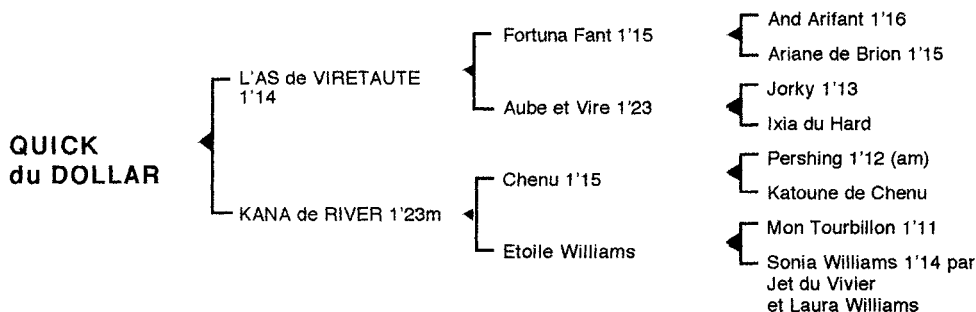 QUICK
du DOLLAR
L'AS de VIRETAUTE
1'14
KANA de RIVER 1'23m
Fortuna Fant 1'15
Aube et Vire 1'23
Chenu 1'15
Etoile Williams
And Arifant 1'16
Ariane de Brion 1'15
Jorky 1'13
Ixia du Hard
Pershing 1'12 (am)
Katoune de Chenu
Mon Tourbillon 1'11
Sonia Williams 1'14 par
Jet du Vivier
et Laura Williams